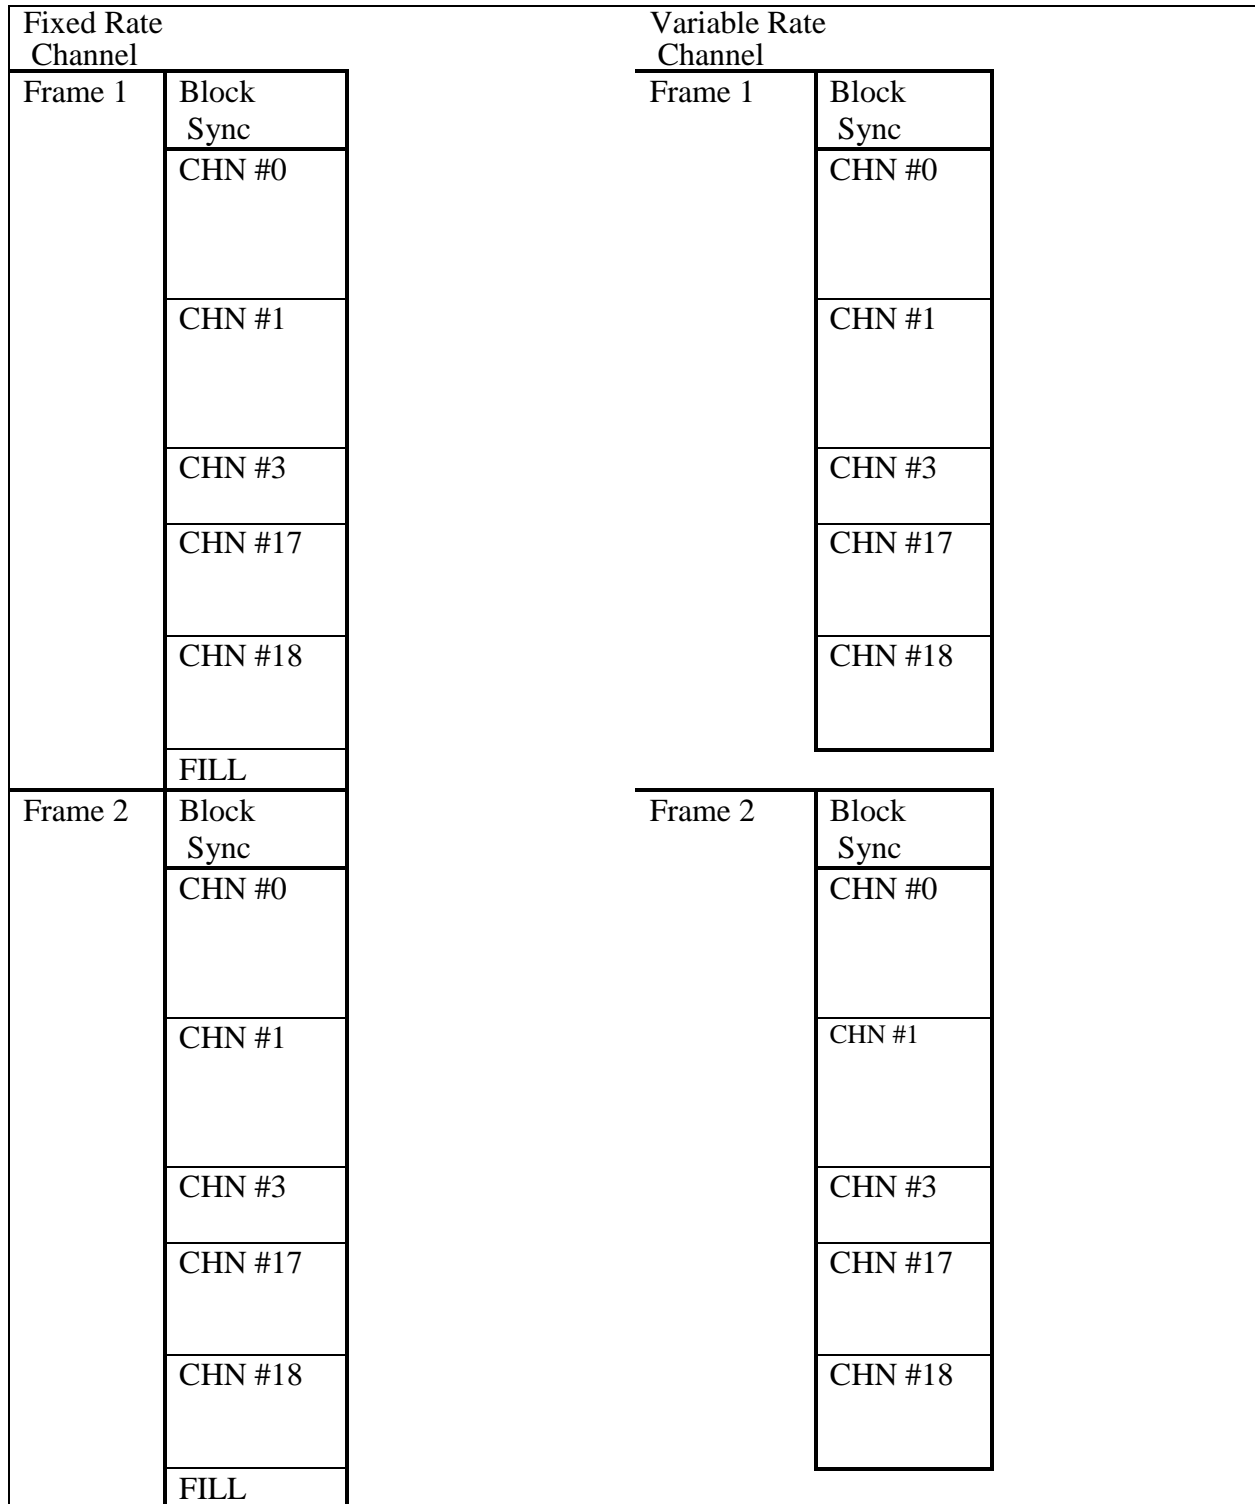 Fixed Rate
Channel
Frame 1
Block
Sync
CHN #0
CHN #1
CHN #3
CHN #17
CHN #18
FILL
Frame 2
Block
Sync
CHN #0
CHN #1
CHN #3
CHN #17
CHN #18
FILL
Variable Rate
Channel
Frame 1
Block
Sync
CHN #0
CHN #1
CHN #3
CHN #17
CHN #18
Frame 2
Block
Sync
CHN #0
CHN #1
CHN #3
CHN #17
CHN #18